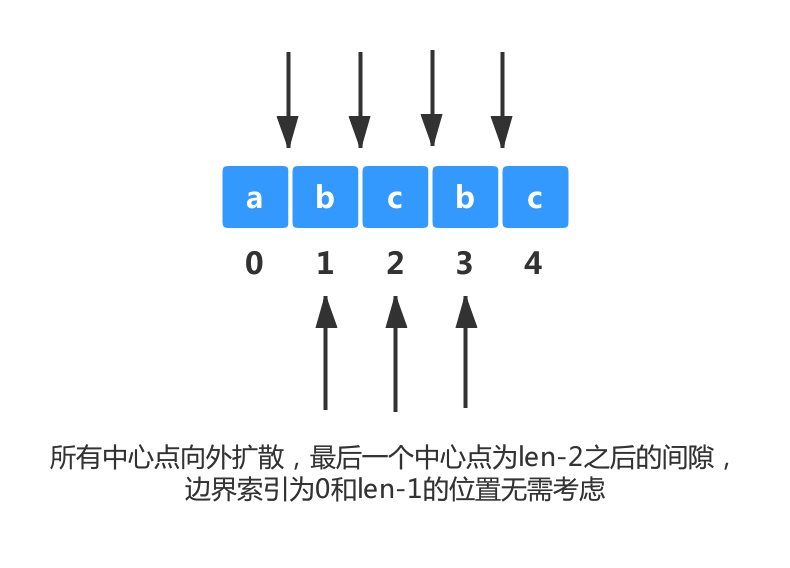 a b c b c
0 1 2 3 4
所有中心点向外扩散，最后一个中心点为len-2之后的间隙，
边界索引为0和len-1的位置无需考虑